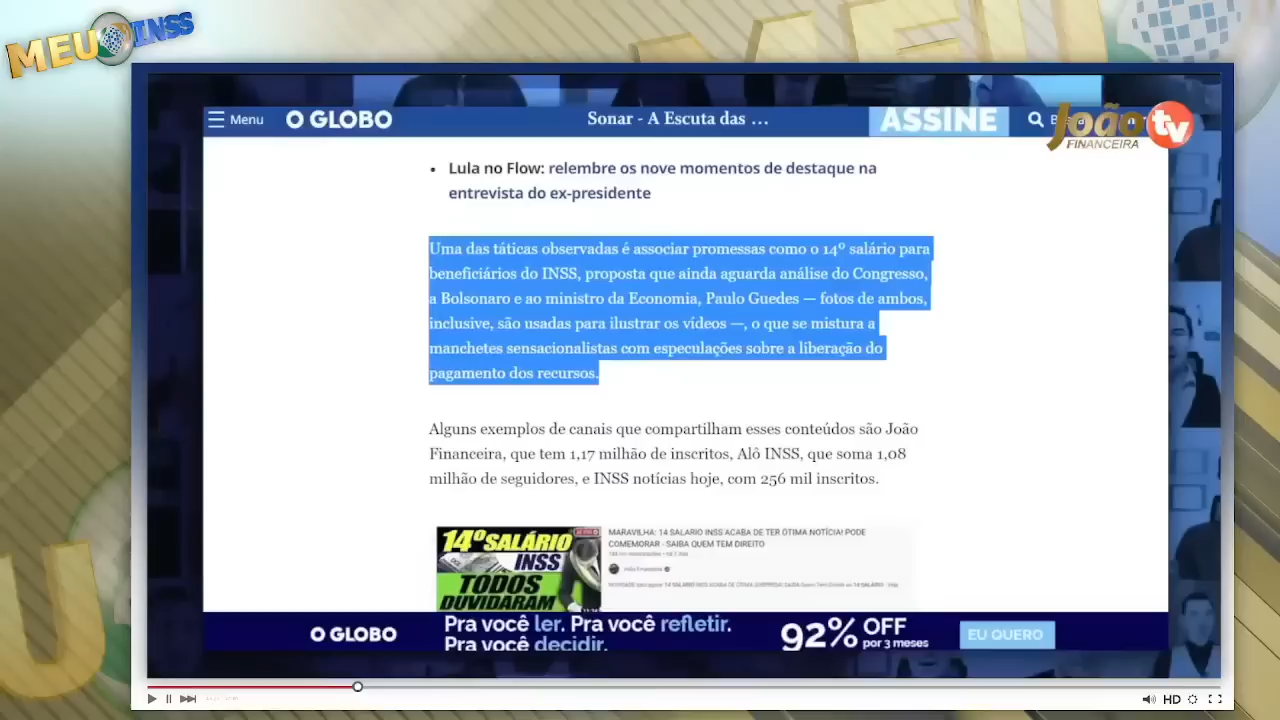 MEU INSS
Menu
O GLOBO
Sonar - A Escuta das ...
ASSINE
João tv
FINANCEIRA
• Lula no Flow: relembre os nove momentos de destaque na
entrevista do ex-presidente
Uma das táticas observadas é associar promessas como o 14º salário para
beneficiários do INSS, proposta que ainda aguarda análise do Congresso,
a Bolsonaro e ao ministro da Economia, Paulo Guedes — fotos de ambos,
inclusive, são usadas para ilustrar os vídeos —, o que se mistura a
manchetes sensacionalistas com especulações sobre a liberação do
pagamento dos recursos.
Alguns exemplos de canais que compartilham esses conteúdos são João
Financeira, que tem 1,17 milhão de inscritos, Alô INSS, que soma 1,08
milhão de seguidores, e INSS notícias hoje, com 256 mil inscritos.
14º SALÁRIO
INSS
TODOS
DUVIDARAM
MARAVILHA: 14 SALARIO INSS ACABA DE TER ÓTIMA NOTÍCIA! PODE
COMEMORAR - SAIBA QUEM TEM DIREITO
João Financeira
O GLOBO
Pra você ler. Pra você refletir.
Pra você decidir.
92% OFF
por 3 meses
EU QUERO
HD